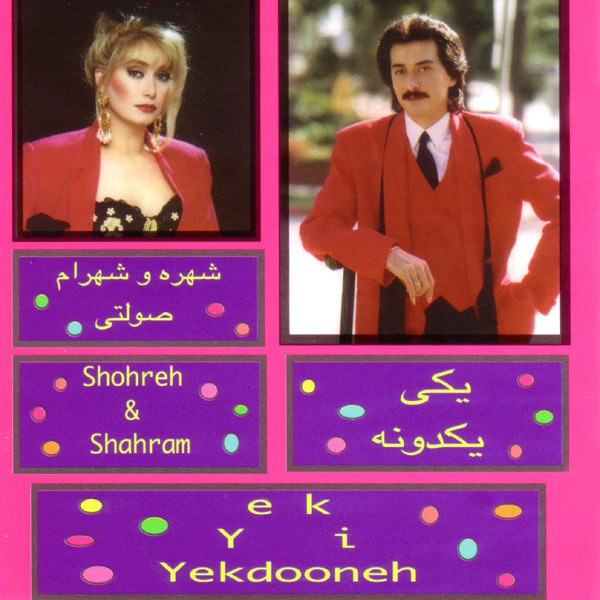 شهره و شهرام
صولتی
Shohreh
&
Shahram
یکی
یکدونه
e k
Y i
Yekdooneh